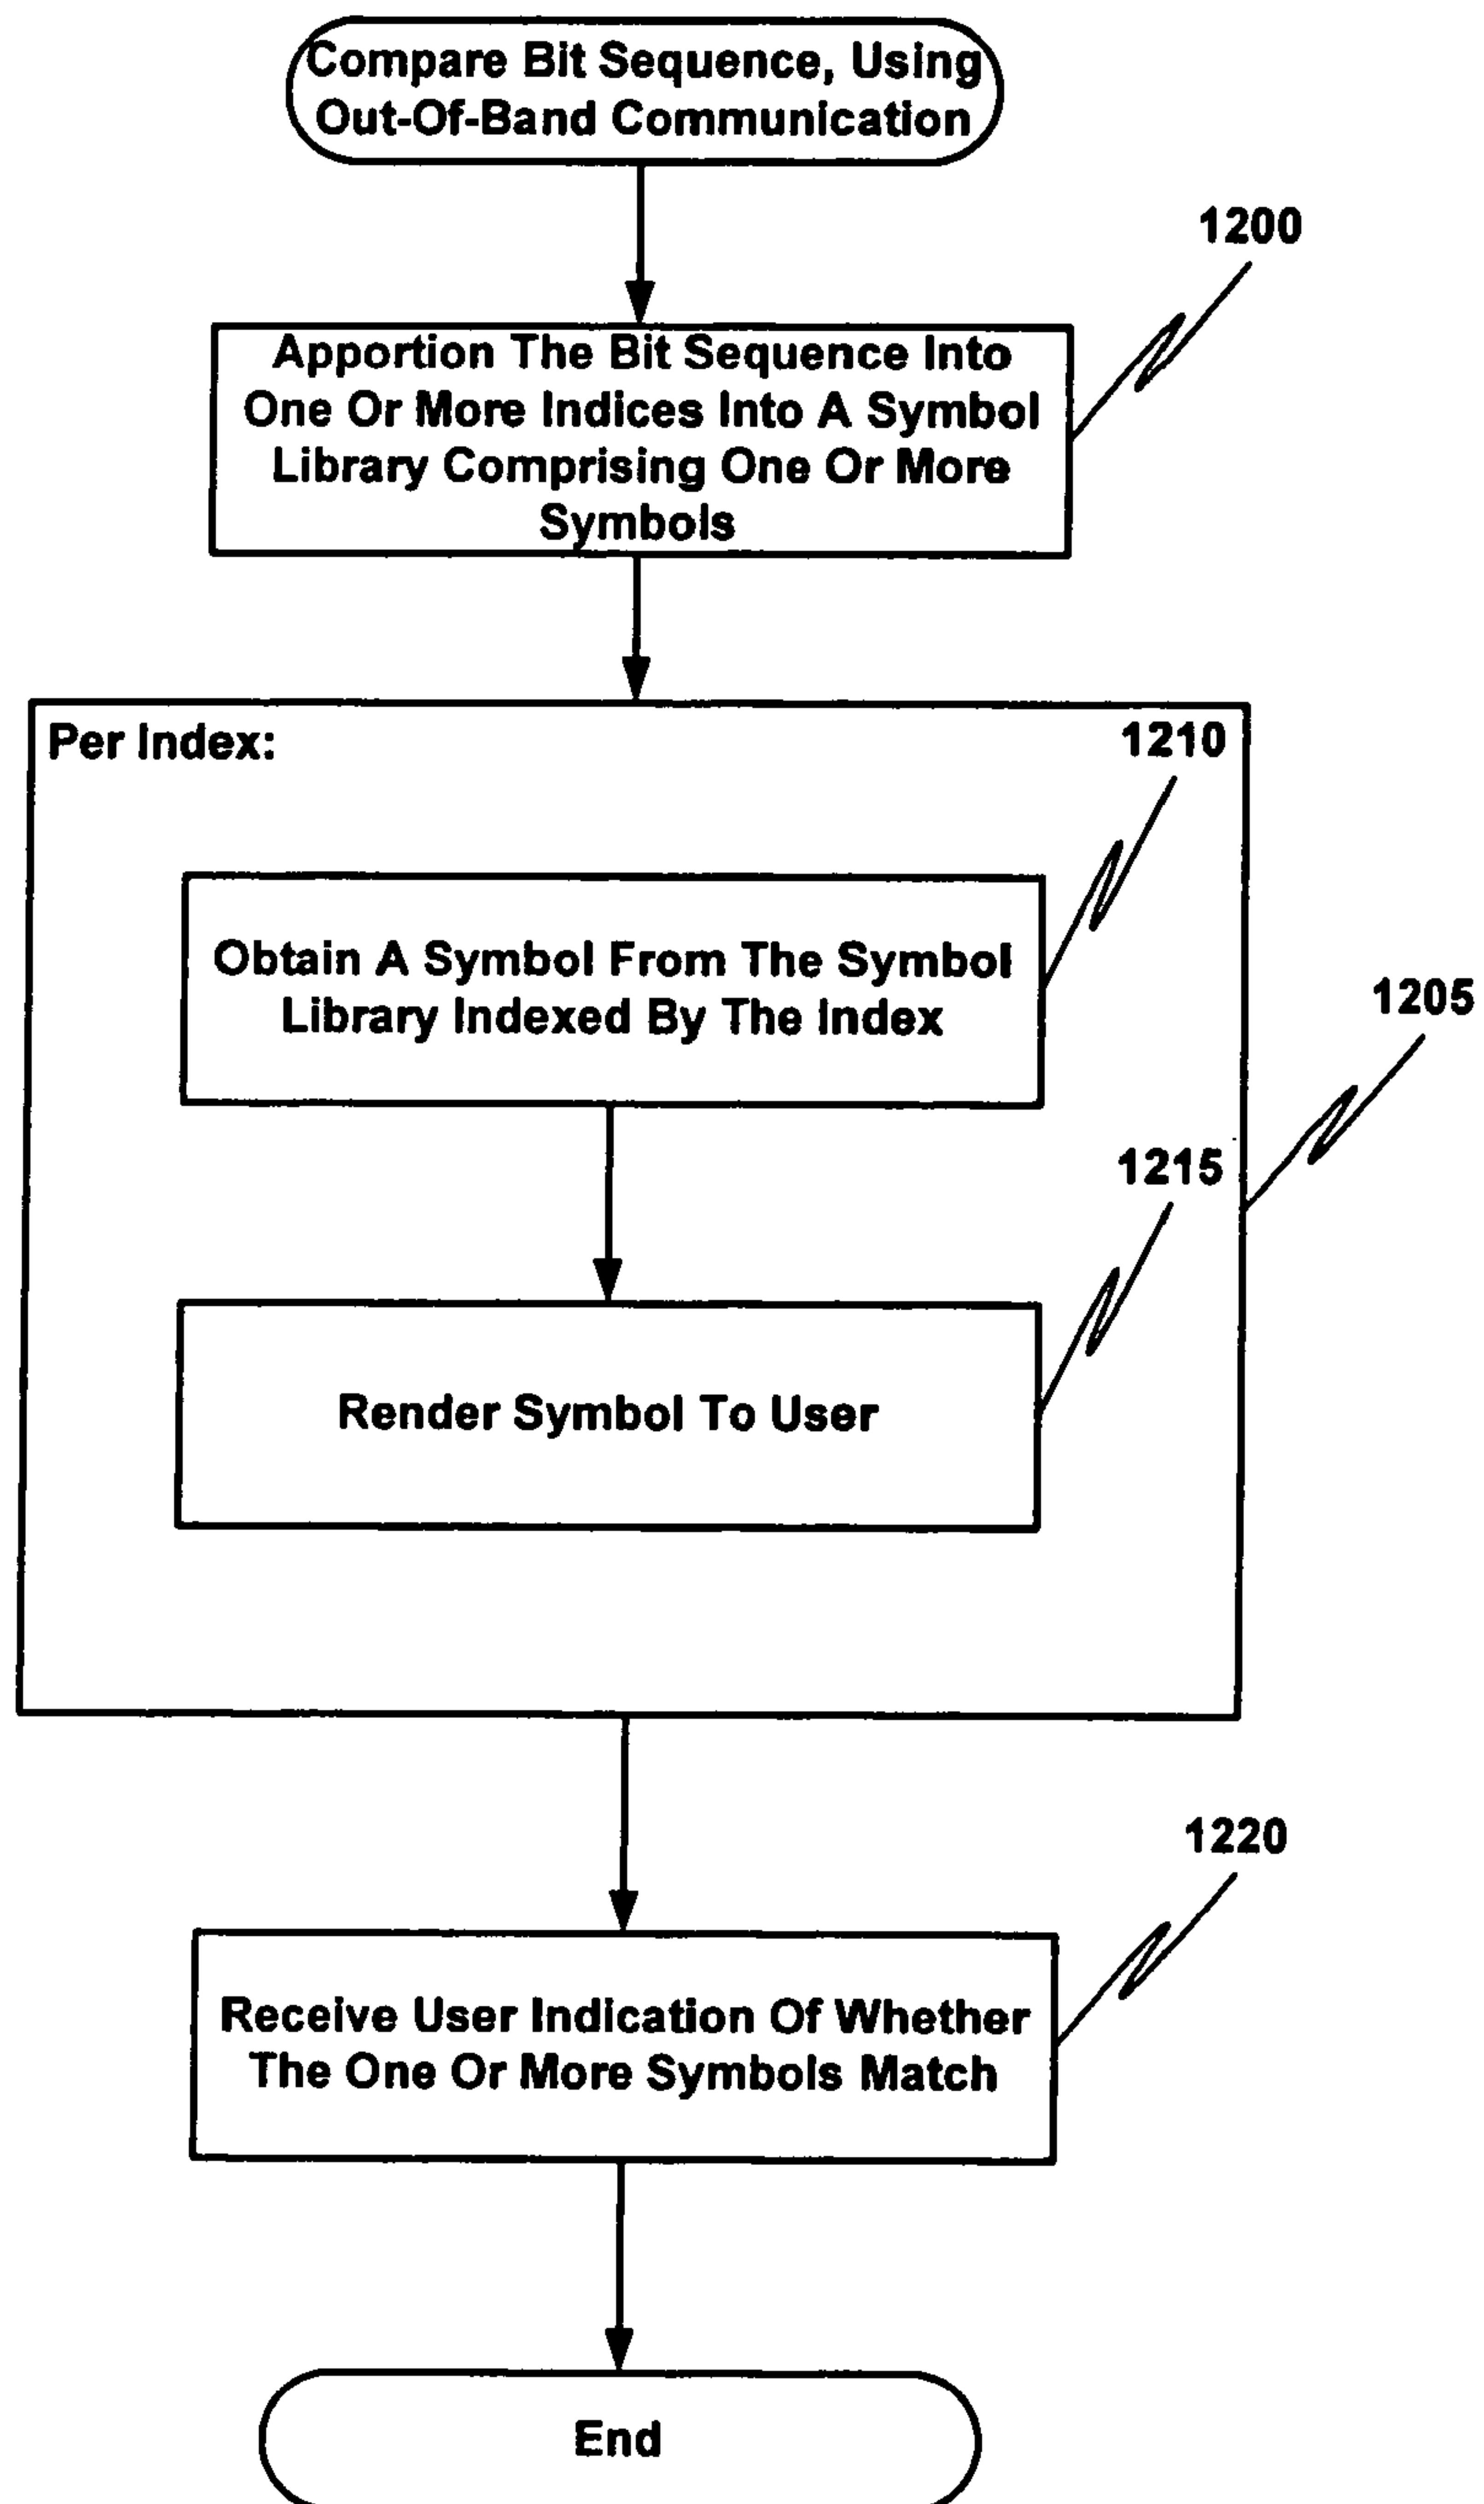 Compare Bit Sequence, Using
Out-Of-Band Communication
1200
Apportion The Bit Sequence Into
One Or More Indices Into A Symbol
Library Comprising One Or More
Symbols
Per Index:
1210
Obtain A Symbol From The Symbol
Library Indexed By The Index
1205
1215
Render Symbol To User
1220
Receive User Indication Of Whether
The One Or More Symbols Match
End